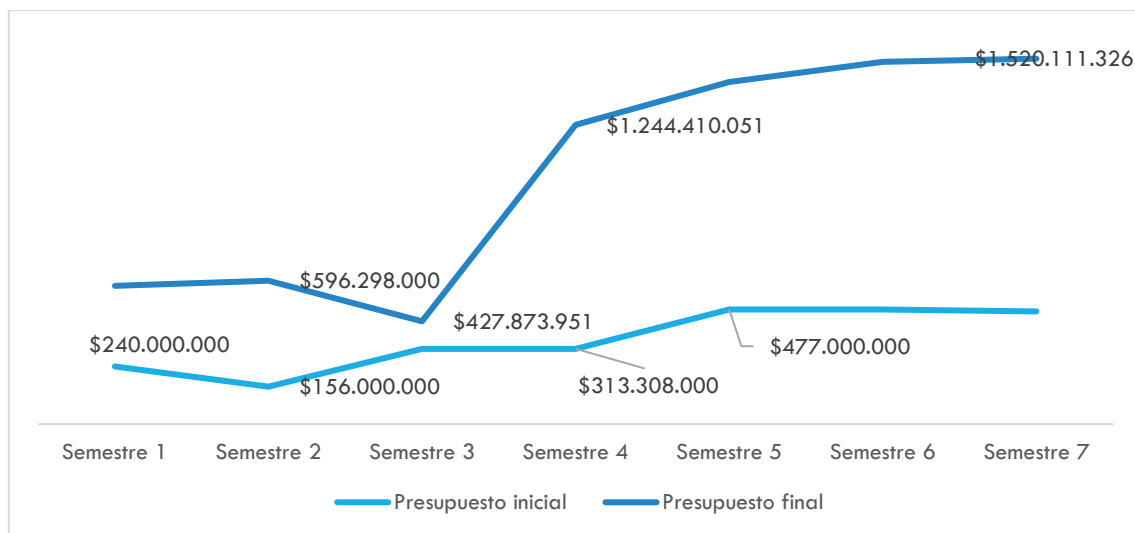 $1.520.111.326
$1.244.410.051
$596.298.000
$427.873.951
$240.000.000
$477.000.000
$156.000.000
$313.308.000
Semestre 1
Semestre 2
Semestre 3
Semestre 4
Semestre 5
Semestre 6
Semestre 7
Presupuesto inicial
Presupuesto final